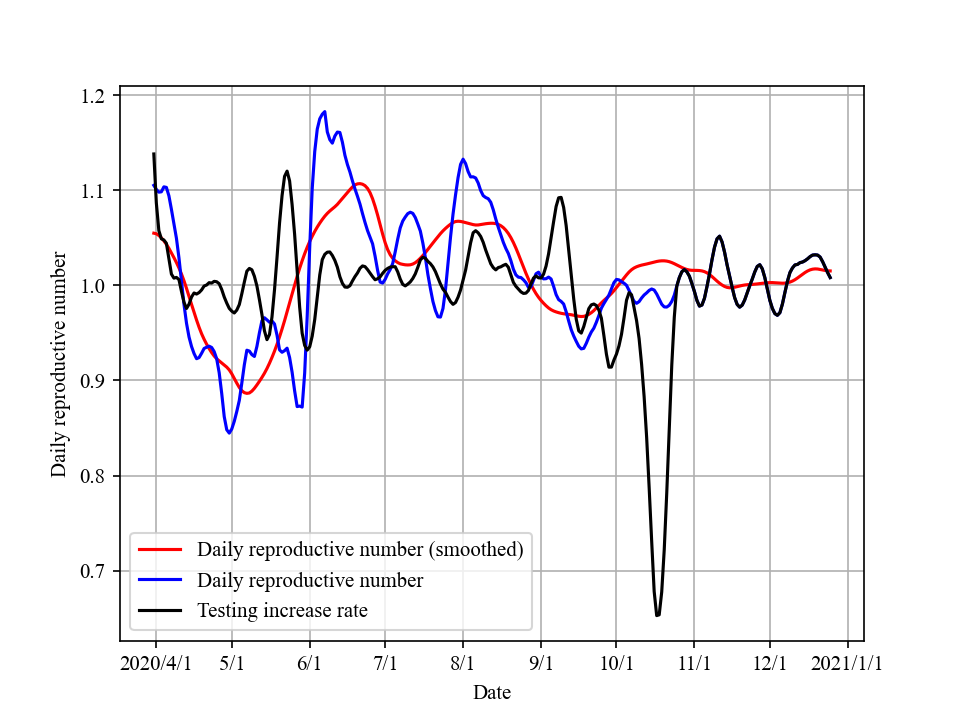 1.2
1.1
1.0
0.9
0.8
0.7
Daily reproductive number
Daily reproductive number (smoothed)
Daily reproductive number
Testing increase rate
2020/4/1 5/1 6/1 7/1 8/1 9/1 10/1 11/1 12/1 2021/1/1
Date